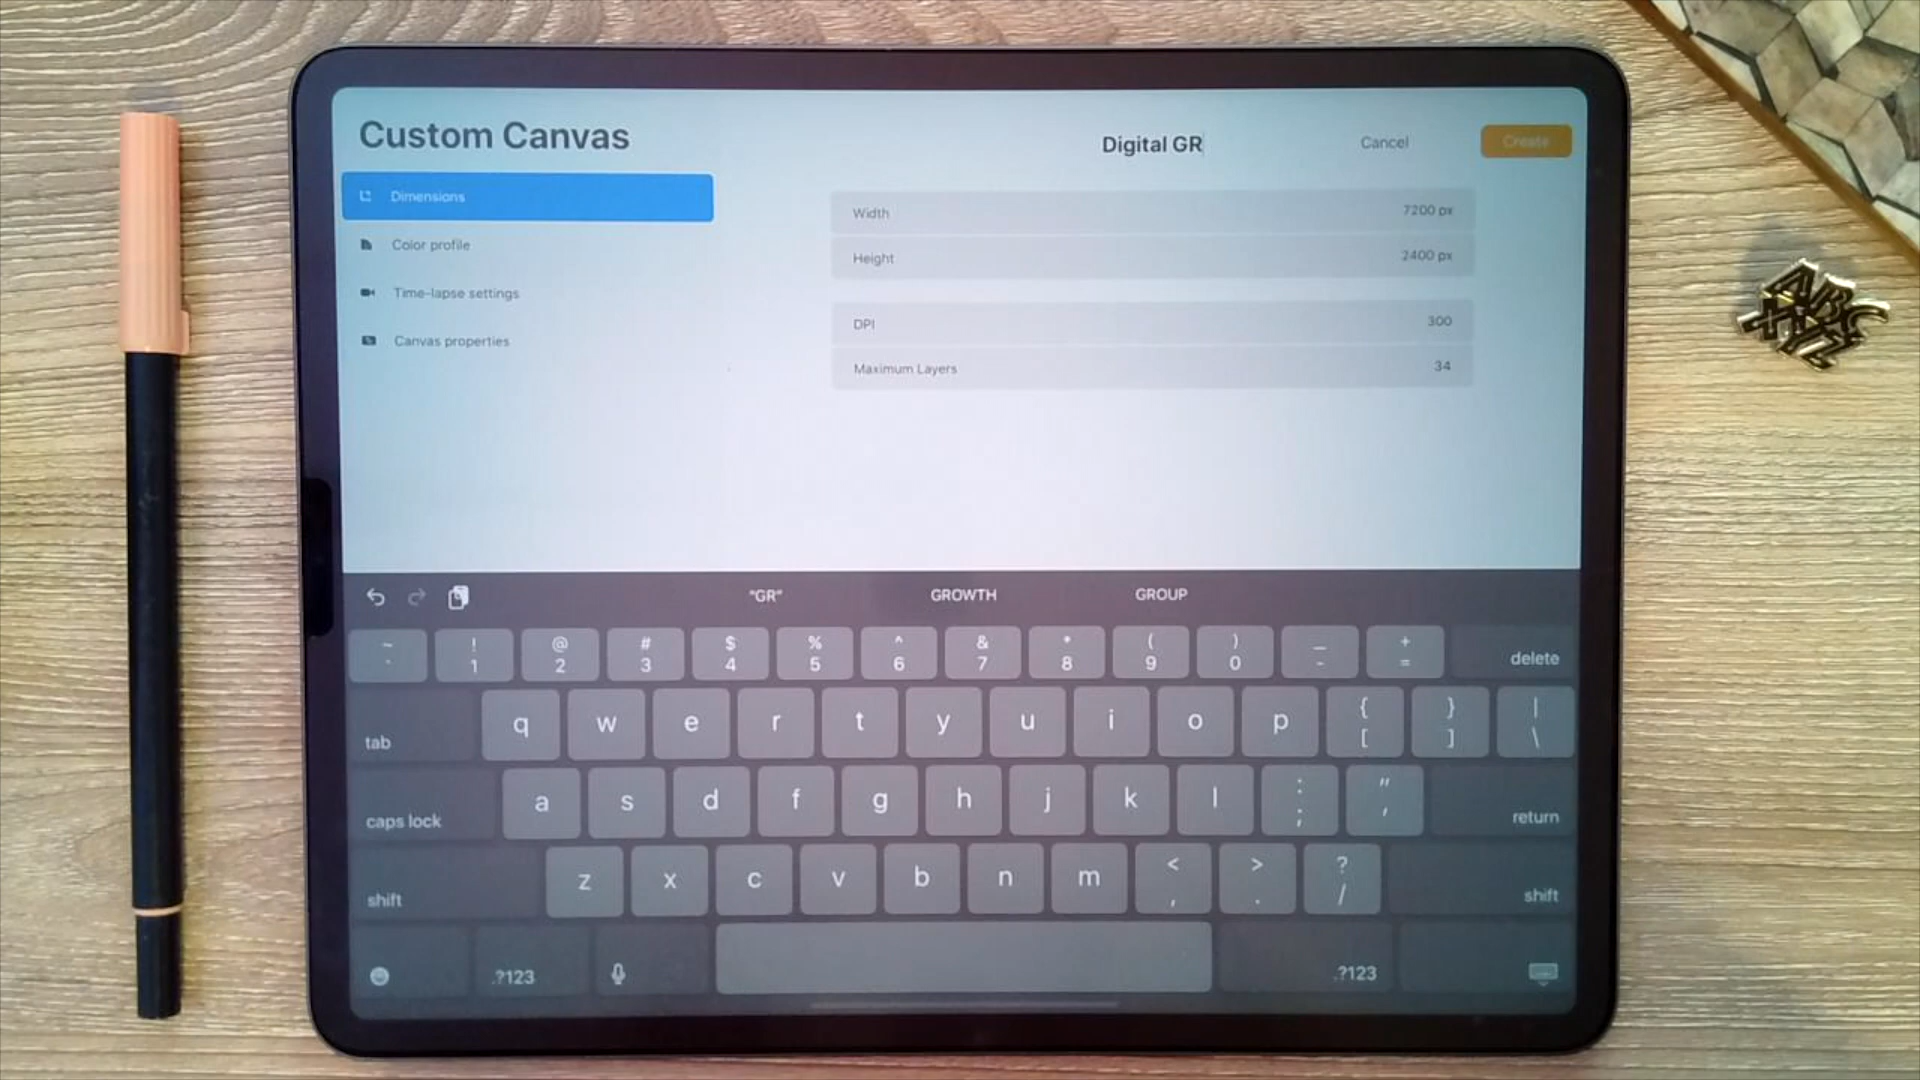 Custom Canvas
Digital GR
Cancel
Create
Dimensions
Color profile
Time-lapse settings
Canvas properties
Width 7200 px
Height 2400 px
DPI 300
Maximum Layers 34
"GR" GROWTH GROUP
~ ! @ # $ % ^ & * ( ) _ +
` 1 2 3 4 5 6 7 8 9 0 - = delete
tab q w e r t y u i o p { [ } ] | \
caps lock a s d f g h j k l : ; " ' return
shift z x c v b n m < , > . ? / shift
.?123 .?123
ABC
XYZ